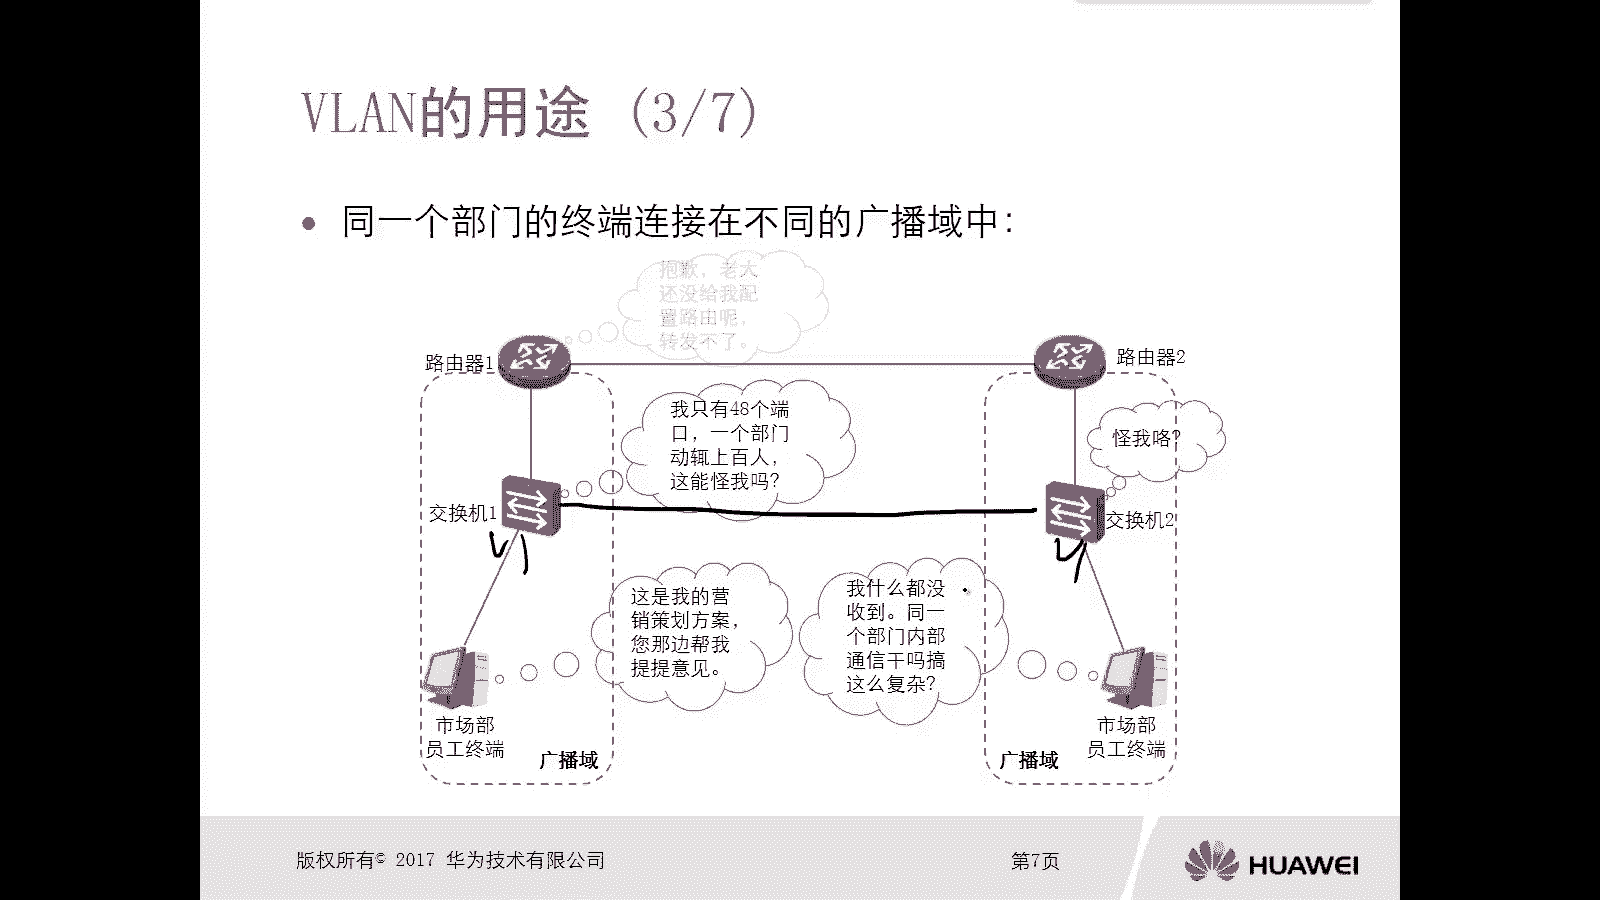 VLAN的用途 (3/7)
• 同一个部门的终端连接在不同的广播域中：
抱歉，老大
还没给我配
置路由呢，
转发不了。
路由器1
路由器2
我只有48个端
口，一个部门
动辄上百人，
这能怪我吗？
怪我咯？
交换机1
交换机2
这是我的营
销策划方案，
您那边帮我
提提意见。
我什么都没
收到。同一
个部门内部
通信干吗搞
这么复杂？
市场部
员工终端
广播域
市场部
员工终端
广播域
版权所有© 2017 华为技术有限公司
第7页
HUAWEI